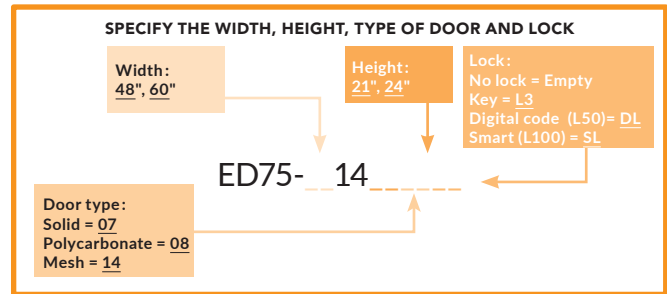 SPECIFY THE WIDTH, HEIGHT, TYPE OF DOOR AND LOCK
Width:
48", 60"
Height:
21", 24"
Lock:
No lock = Empty
Key = L3
Digital code (L50)= DL
Smart (L100) = SL
ED75-__14______
Door type:
Solid = 07
Polycarbonate = 08
Mesh = 14